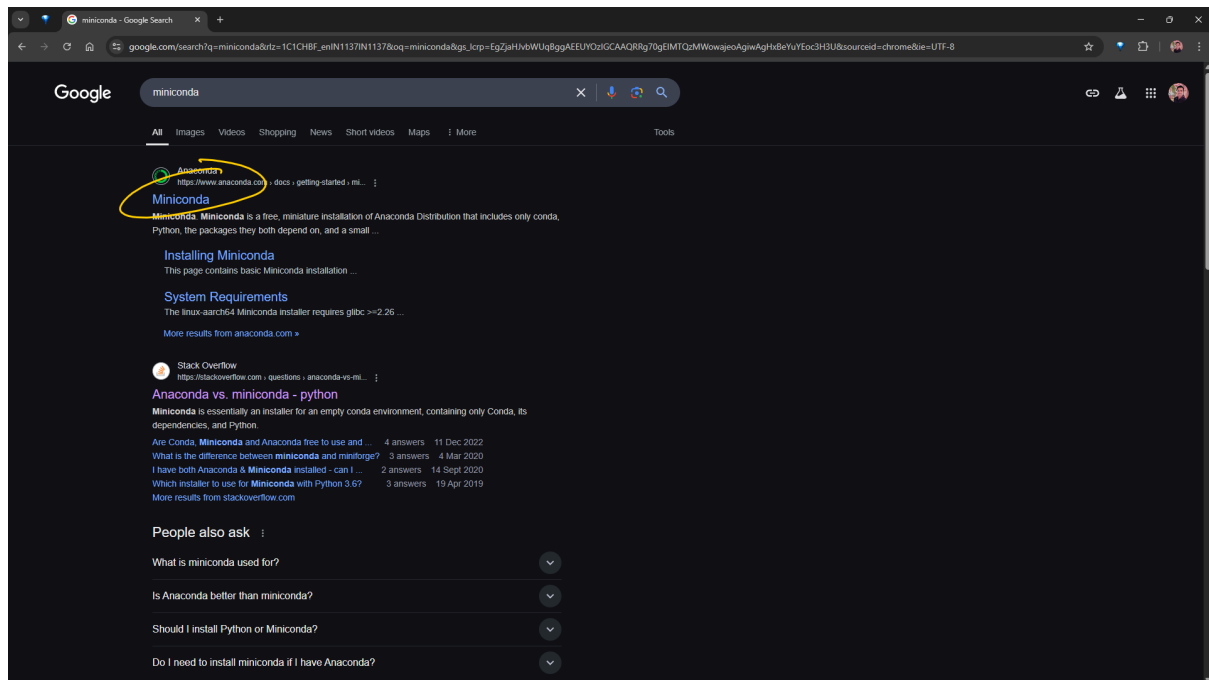 miniconda - Google Search
google.com/search?q=miniconda&rlz=1C1CHBF_enIN1137IN1137&oq=miniconda&gs_lcrp=EgZjaHJvbWUqBggAEEUYOzIGCAAQRRg70gEIMTQzMWowajeoAgiwAgHxBeYuYEoc3H3U&sourceid=chrome&ie=UTF-8
Google
miniconda
All Images Videos Shopping News Short videos Maps More Tools
Anaconda
https://www.anaconda.com › docs › getting-started › mi...
Miniconda
Miniconda. Miniconda is a free, miniature installation of Anaconda Distribution that includes only conda,
Python, the packages they both depend on, and a small ...
Installing Miniconda
This page contains basic Miniconda installation ...
System Requirements
The linux-aarch64 Miniconda installer requires glibc >=2.26 ...
More results from anaconda.com »
Stack Overflow
https://stackoverflow.com › questions › anaconda-vs-mi...
Anaconda vs. miniconda - python
Miniconda is essentially an installer for an empty conda environment, containing only Conda, its
dependencies, and Python.
Are Conda, Miniconda and Anaconda free to use and ... 4 answers 11 Dec 2022
What is the difference between miniconda and miniforge? 3 answers 4 Mar 2020
I have both Anaconda & Miniconda installed - can I ... 2 answers 14 Sept 2020
Which installer to use for Miniconda with Python 3.6? 3 answers 19 Apr 2019
More results from stackoverflow.com
People also ask
What is miniconda used for?
Is Anaconda better than miniconda?
Should I install Python or Miniconda?
Do I need to install miniconda if I have Anaconda?